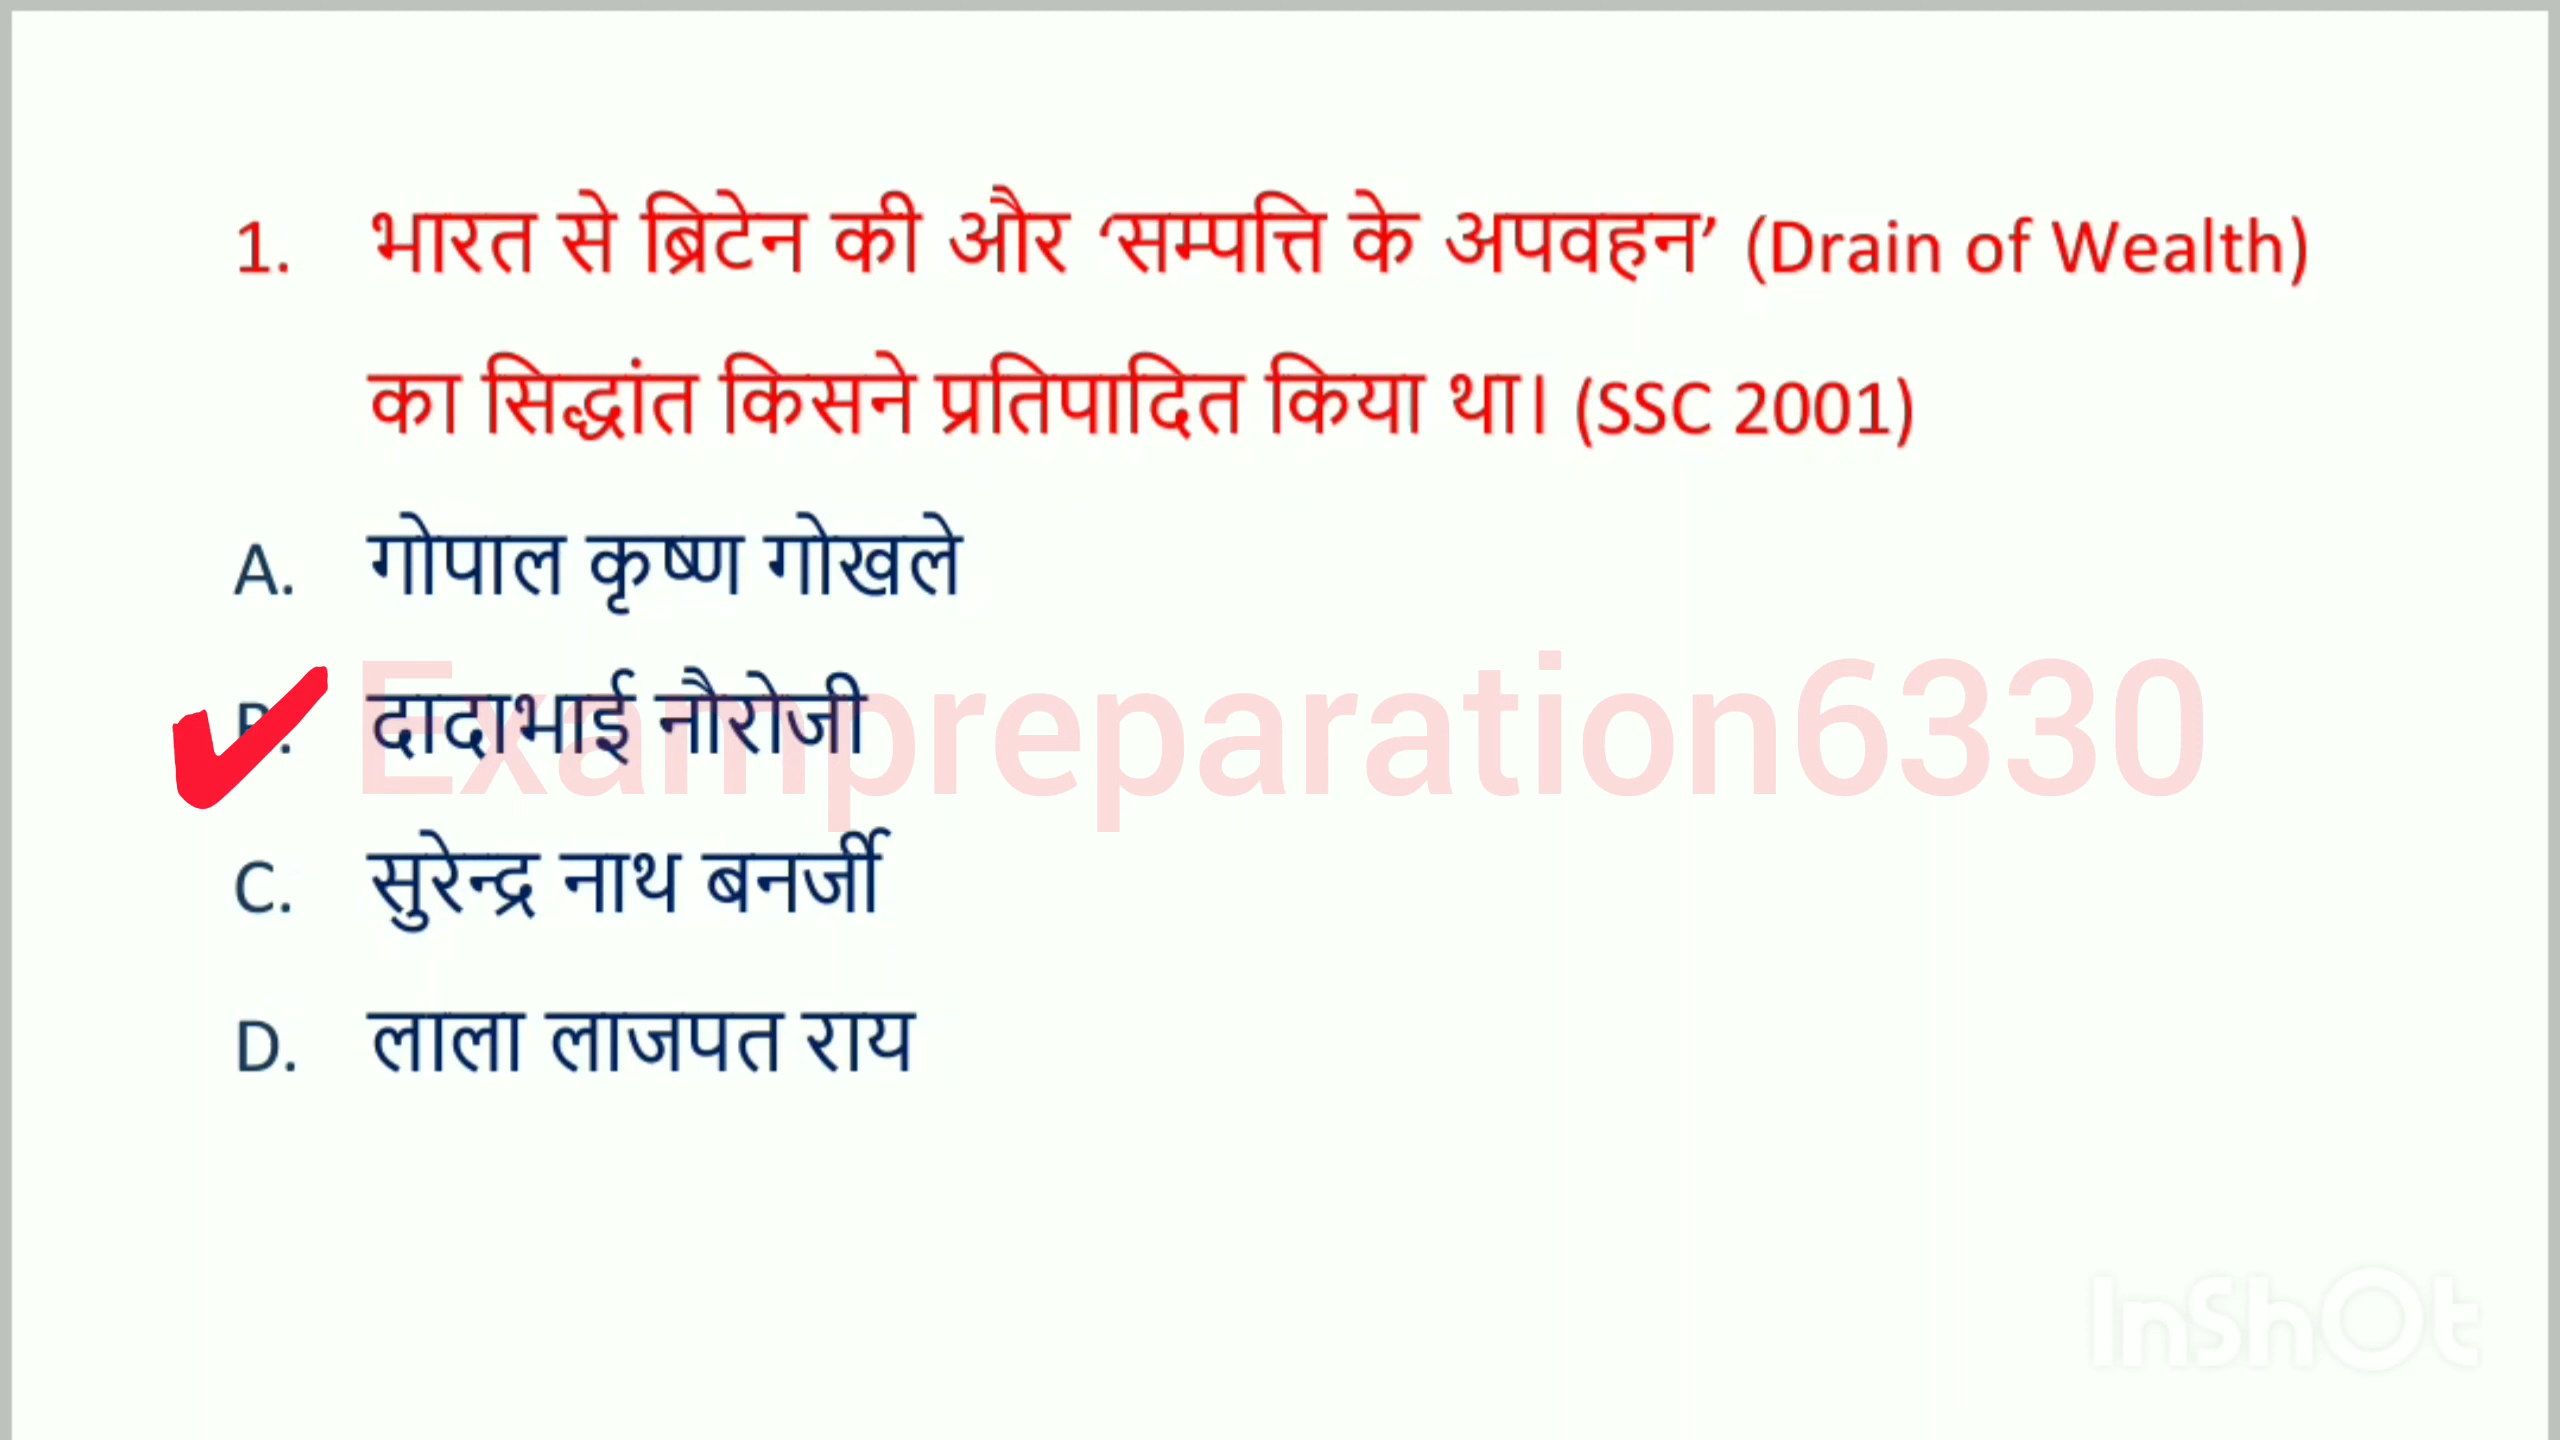 1. भारत से ब्रिटेन की और ‘सम्पत्ति के अपवहन’ (Drain of Wealth)
का सिद्धांत किसने प्रतिपादित किया था। (SSC 2001)
A. गोपाल कृष्ण गोखले
B. दादाभाई नौरोजी
Exampreparation6330
C. सुरेन्द्र नाथ बनर्जी
D. लाला लाजपत राय
InShOt